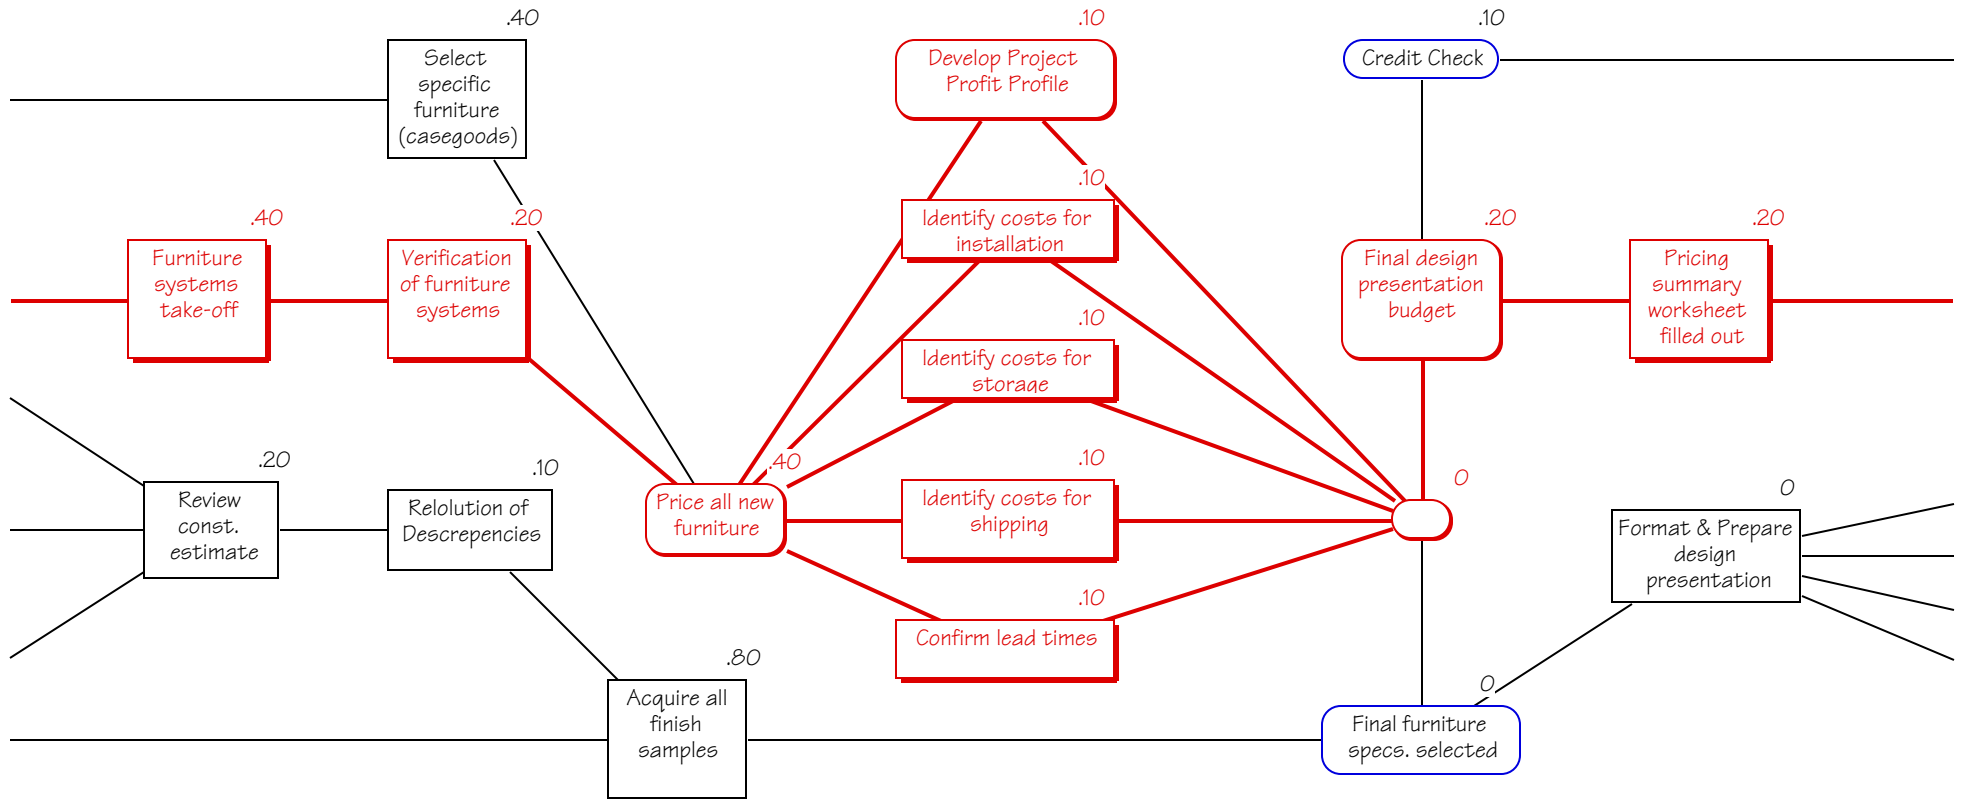 .40
Select
specific
furniture
(casegoods)
.10
Develop Project
Profit Profile
.10
Credit Check
.40
Furniture
systems
take-off
.20
Verification
of furniture
systems
.10
Identify costs for
installation
.20
Final design
presentation
budget
.20
Pricing
summary
worksheet
filled out
.10
Identify costs for
storage
.20
Review
const.
estimate
.10
Relolution of
Descrepencies
.40
Price all new
furniture
.10
Identify costs for
shipping
0
0
Format & Prepare
design
presentation
.10
Confirm lead times
.80
Acquire all
finish
samples
0
Final furniture
specs. selected